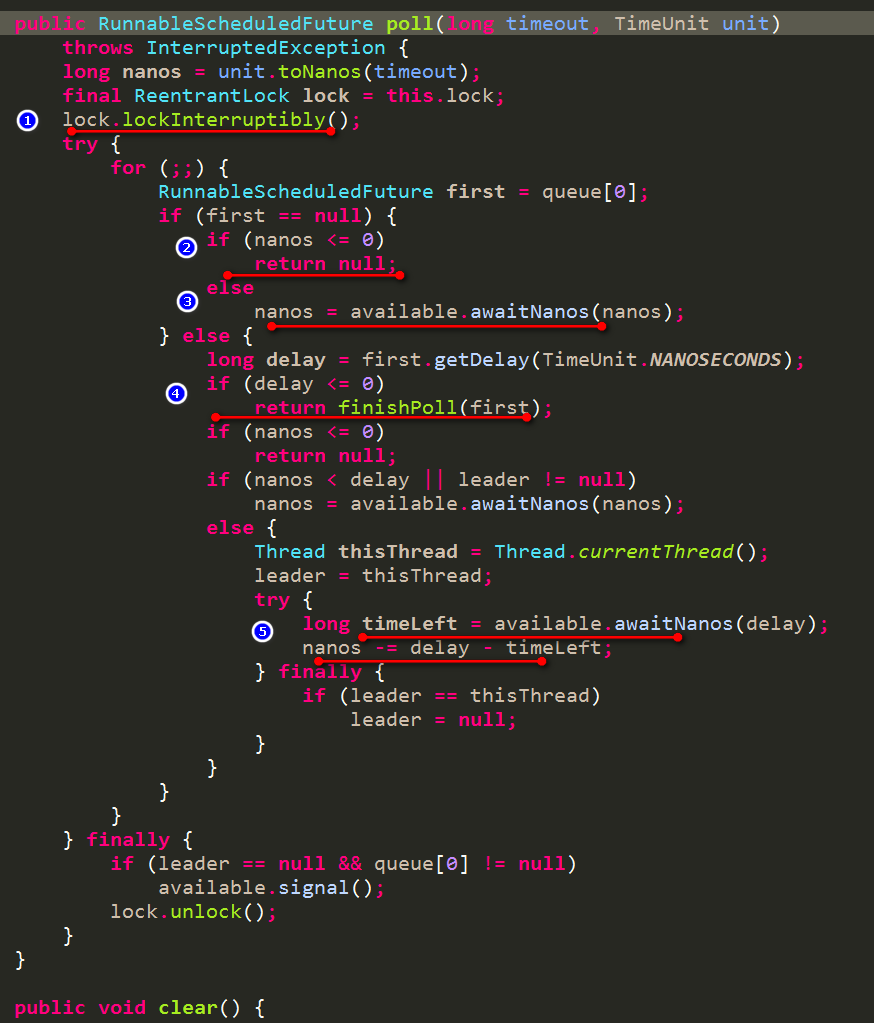 public RunnableScheduledFuture poll(long timeout, TimeUnit unit)
    throws InterruptedException {
    long nanos = unit.toNanos(timeout);
    final ReentrantLock lock = this.lock;
1   lock.lockInterruptibly();
    try {
        for (;;) {
            RunnableScheduledFuture first = queue[0];
            if (first == null) {
2               if (nanos <= 0)
                    return null;
3               else
                    nanos = available.awaitNanos(nanos);
            } else {
                long delay = first.getDelay(TimeUnit.NANOSECONDS);
4               if (delay <= 0)
                    return finishPoll(first);
                if (nanos <= 0)
                    return null;
                if (nanos < delay || leader != null)
                    nanos = available.awaitNanos(nanos);
                else {
                    Thread thisThread = Thread.currentThread();
                    leader = thisThread;
                    try {
5                       long timeLeft = available.awaitNanos(delay);
                        nanos -= delay - timeLeft;
                    } finally {
                        if (leader == thisThread)
                            leader = null;
                    }
                }
            }
        }
    } finally {
        if (leader == null && queue[0] != null)
            available.signal();
        lock.unlock();
    }
}
public void clear() {